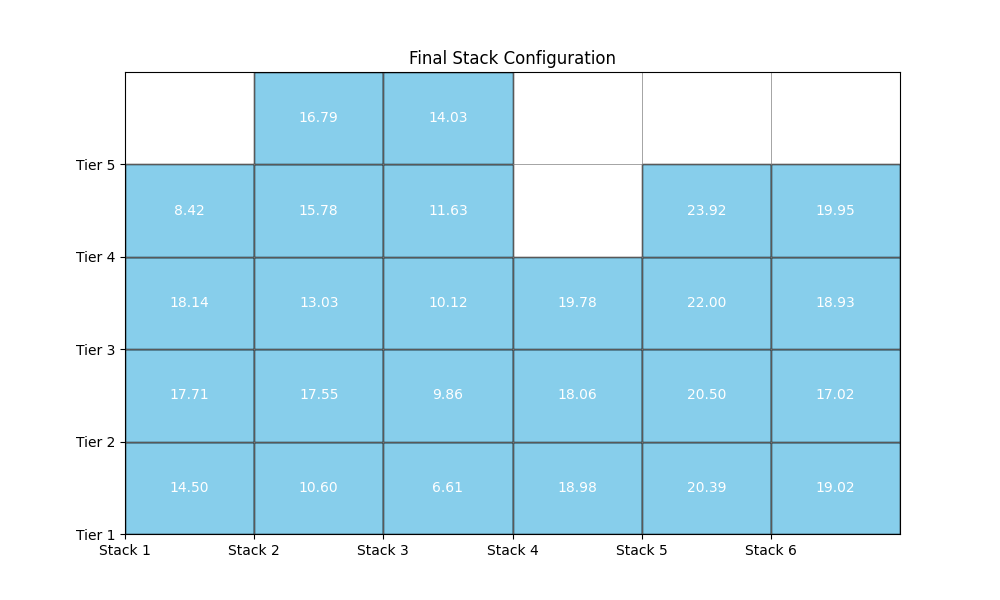 Final Stack Configuration
16.79 14.03
Tier 5
8.42 15.78 11.63 23.92 19.95
Tier 4
18.14 13.03 10.12 19.78 22.00 18.93
Tier 3
17.71 17.55 9.86 18.06 20.50 17.02
Tier 2
14.50 10.60 6.61 18.98 20.39 19.02
Tier 1
Stack 1 Stack 2 Stack 3 Stack 4 Stack 5 Stack 6